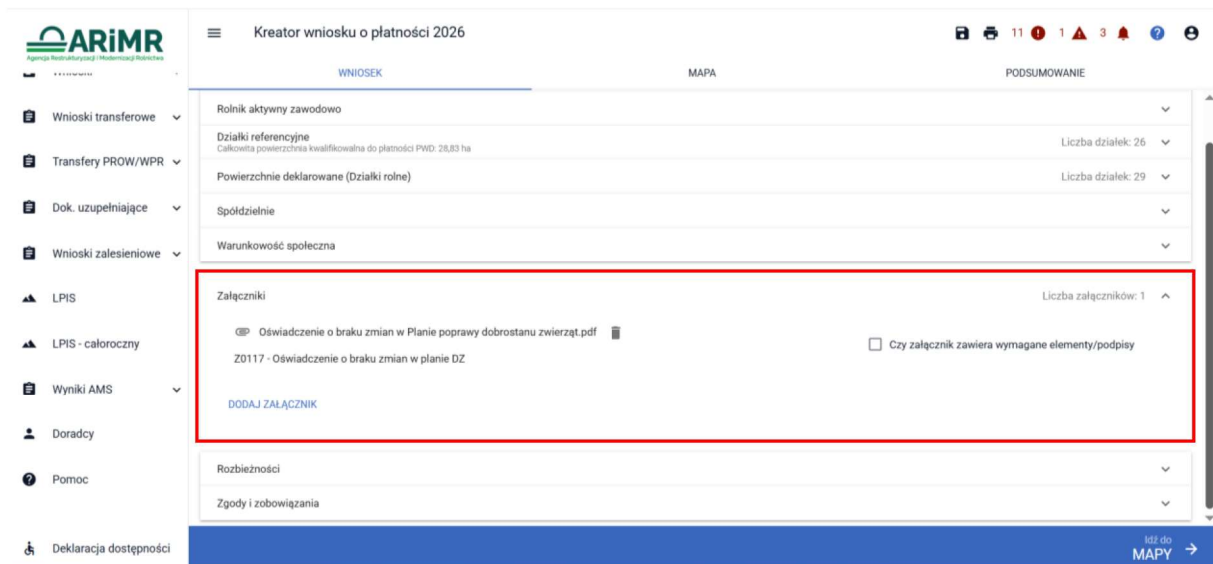 ARiMR
Agencja Restrukturyzacji i Modernizacji Rolnictwa
Kreator wniosku o płatności 2026
11 1 3
WNIOSEK MAPA PODSUMOWANIE
Wnioski
Wnioski transferowe
Transfery PROW/WPR
Dok. uzupełniające
Wnioski zalesieniowe
LPIS
LPIS - całoroczny
Wyniki AMS
Doradcy
Pomoc
Deklaracja dostępności
Rolnik aktywny zawodowo
Działki referencyjne
Całkowita powierzchnia kwalifikowalna do płatności PWD: 28,83 ha
Liczba działek: 26
Powierzchnie deklarowane (Działki rolne) Liczba działek: 29
Spółdzielnie
Warunkowość społeczna
Załączniki Liczba załączników: 1
Oświadczenie o braku zmian w Planie poprawy dobrostanu zwierząt.pdf
Z0117 - Oświadczenie o braku zmian w planie DZ
Czy załącznik zawiera wymagane elementy/podpisy
DODAJ ZAŁĄCZNIK
Rozbieżności
Zgody i zobowiązania
Idź do
MAPY